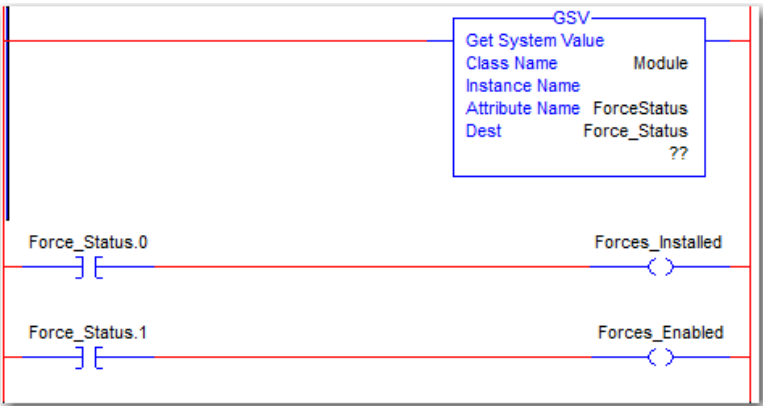 GSV
Get System Value
Class Name Module
Instance Name
Attribute Name ForceStatus
Dest Force_Status
??
Force_Status.0 Forces_Installed
Force_Status.1 Forces_Enabled